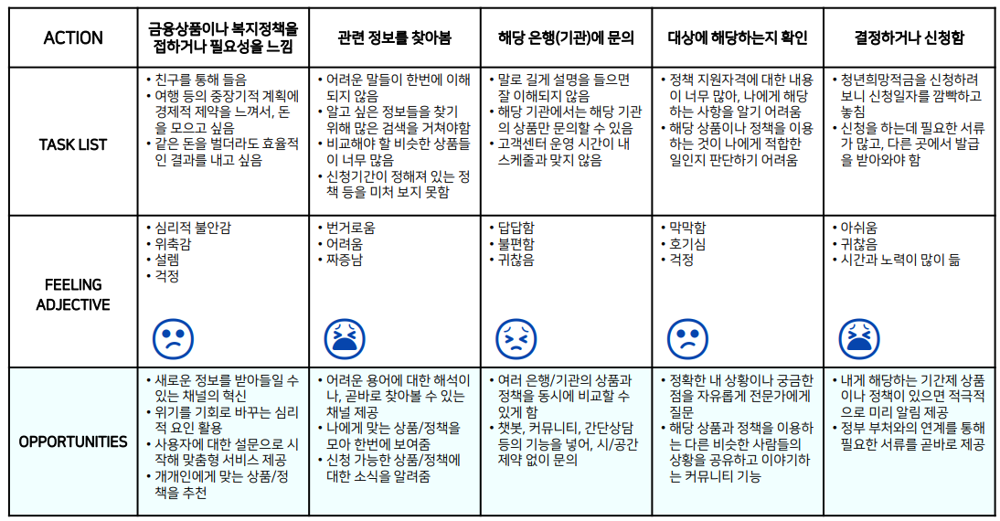 ACTION
금융상품이나 복지정책을
접하거나 필요성을 느낌
관련 정보를 찾아봄
해당 은행(기관)에 문의
대상에 해당하는지 확인
결정하거나 신청함
TASK LIST
• 친구를 통해 들음
• 여행 등의 중장기적 계획에
경제적 제약을 느껴서, 돈
을 모으고 싶음
• 같은 돈을 벌더라도 효율적
인 결과를 내고 싶음
• 어려운 말들이 한번에 이해
되지 않음
• 알고 싶은 정보들을 찾기
위해 많은 검색을 거쳐야함
• 비교해야 할 비슷한 상품들
이 너무 많음
• 신청기간이 정해져 있는 정
책 등을 미처 보지 못함
• 말로 길게 설명을 들으면
잘 이해되지 않음
• 해당 기관에서는 해당 기관
의 상품만 문의할 수 있음
• 고객센터 운영 시간이 내
스케줄과 맞지 않음
• 정책 지원자격에 대한 내용
이 너무 많아, 나에게 해당
하는 사항을 알기 어려움
• 해당 상품이나 정책을 이용
하는 것이 나에게 적합한
일인지 판단하기 어려움
• 청년희망적금을 신청하려
보니 신청일자를 깜빡하고
놓침
• 신청을 하는데 필요한 서류
가 많고, 다른 곳에서 발급
을 받아와야 함
FEELING
ADJECTIVE
• 심리적 불안감
• 위축감
• 설렘
• 걱정
• 번거로움
• 어려움
• 짜증남
• 답답함
• 불편함
• 귀찮음
• 막막함
• 호기심
• 걱정
• 아쉬움
• 귀찮음
• 시간과 노력이 많이 듦
OPPORTUNITIES
• 새로운 정보를 받아들일 수
있는 채널의 혁신
• 위기를 기회로 바꾸는 심리
적 요인 활용
• 사용자에 대한 설문으로 시
작해 맞춤형 서비스 제공
• 개개인에게 맞는 상품/정
책을 추천
• 어려운 용어에 대한 해석이
나, 곧바로 찾아볼 수 있는
채널 제공
• 나에게 맞는 상품/정책을
모아 한번에 보여줌
• 신청 가능한 상품/정책에
대한 소식을 알려줌
• 여러 은행/기관의 상품과
정책을 동시에 비교할 수
있게 함
• 챗봇, 커뮤니티, 간단상담
등의 기능을 넣어, 시/공간
제약 없이 문의
• 정확한 내 상황이나 궁금한
점을 자유롭게 전문가에게
질문
• 해당 상품과 정책을 이용하
는 다른 비슷한 사람들의
상황을 공유하고 이야기하
는 커뮤니티 기능
• 내게 해당하는 기간제 상품
이나 정책이 있으면 적극적
으로 미리 알림 제공
• 정부 부처와의 연계를 통해
필요한 서류를 곧바로 제공